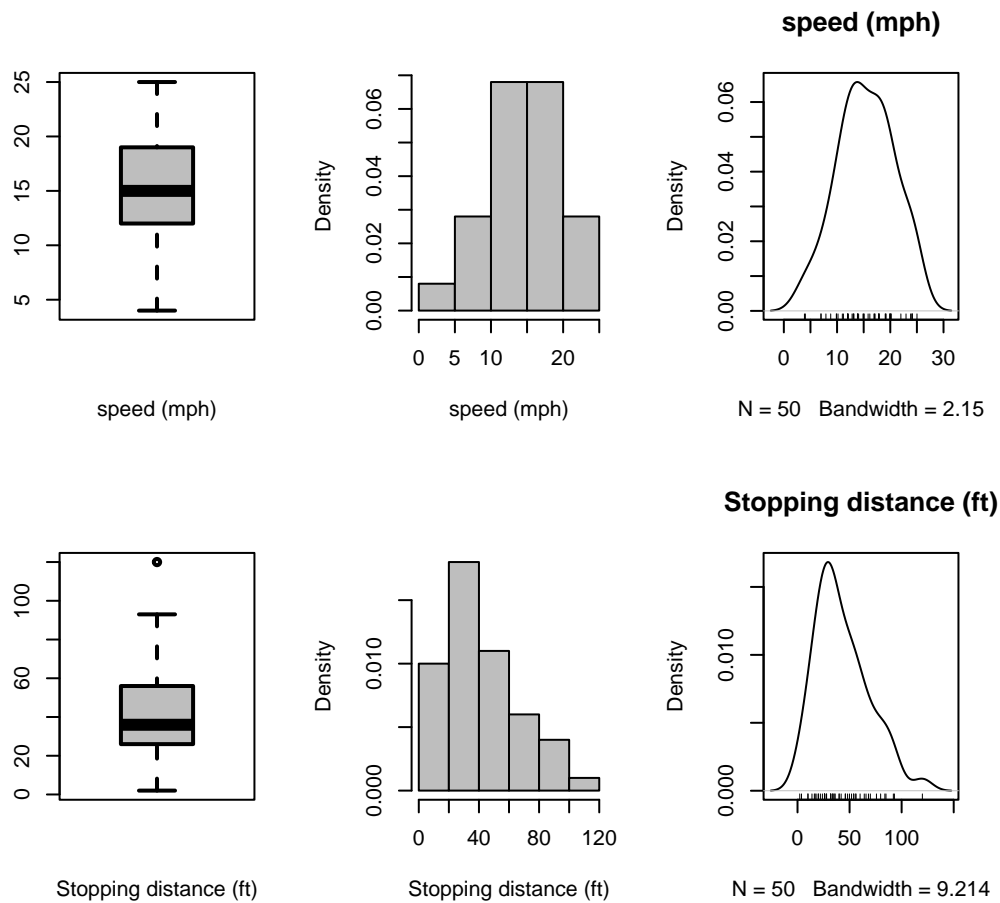 speed (mph)
25
20
15
10
5
speed (mph)
0.06
0.04
0.02
0.00
Density
0 5 10 20
speed (mph)
0.06
0.04
0.02
0.00
Density
0 10 20 30
N = 50 Bandwidth = 2.15
Stopping distance (ft)
100
60
20
0
Stopping distance (ft)
0.010
0.000
Density
0 40 80 120
Stopping distance (ft)
0.010
0.000
Density
0 50 100
N = 50 Bandwidth = 9.214